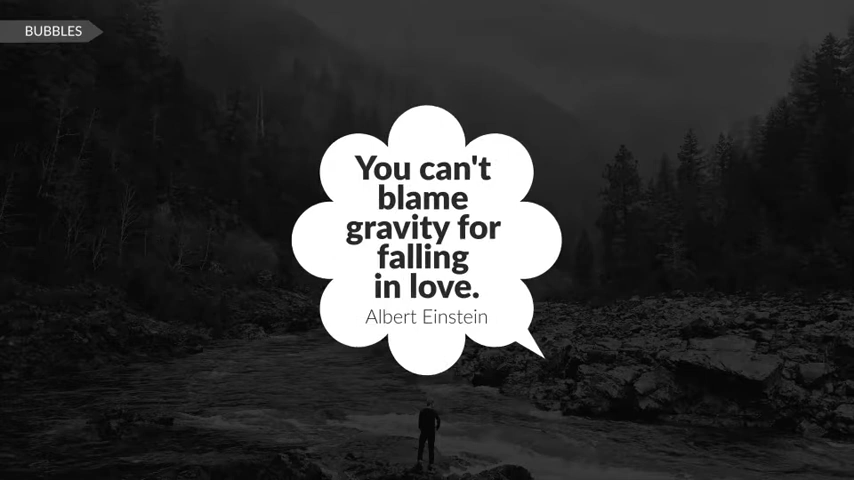 BUBBLES
You can't
blame
gravity for
falling
in love.
Albert Einstein